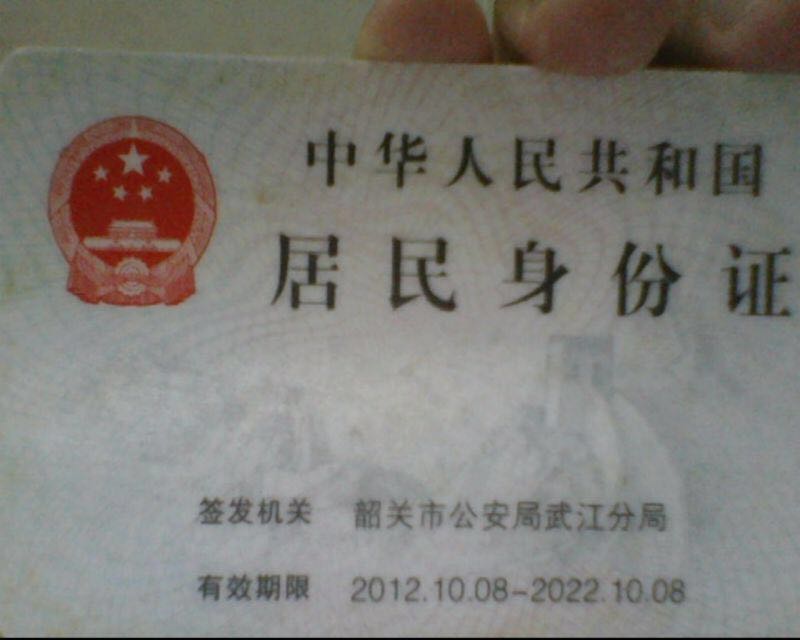 中华人民共和国
居民身份证
签发机关 韶关市公安局武江分局
有效期限 2012.10.08-2022.10.08